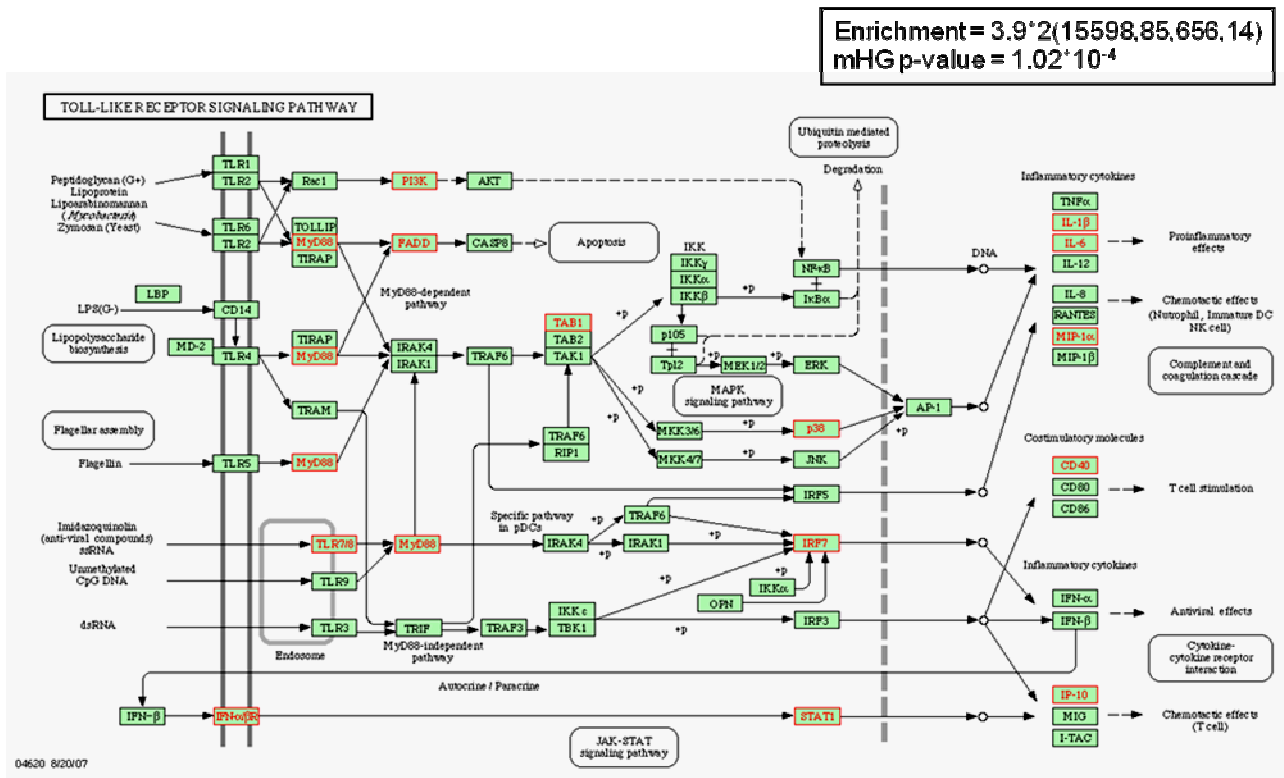 Enrichment = 3.9*2(15598,85,656,14)
mHG p-value = 1.02*10-4
TOLL-LIKE RECEPTOR SIGNALING PATHWAY
Ubiquitin mediated
proteolysis
Degradation
Peptidoglycan (G+)
Lipoprotein
Lipoarabinomannan
(Mycobacteria)
Zymosan (Yeast)
TLR1
TLR2
Rac1
PI3K
AKT
TLR6
TLR2
TOLLIP
MyD88
TIRAP
FADD
CASP8
Apoptosis
MyD88-dependent
pathway
LBP
LPS(G-)
CD14
Lipopolysaccharide
biosynthesis
MD-2
TLR4
TIRAP
MyD88
IRAK4
IRAK1
TRAF6
TAB1
TAB2
TAK1
TRAM
Flagellar assembly
Flagellin
TLR5
MyD88
TRAF6
RIP1
IKK
IKKγ
IKKα
IKKβ
+p
+p
NFκB
IκBα
p105
Tpl2
+p
MEK1/2
+p
ERK
MAPK
signaling pathway
+p
+p
MKK3/6
+p
p38
MKK4/7
+p
JNK
+p
AP-1
DNA
IRF5
Imidazoquinolin
(anti-viral compounds)
ssRNA
Unmethylated
CpG DNA
dsRNA
TLR7/8
TLR9
TLR3
Endosome
MyD88
Specific pathway
in pDCs
IRAK4
+p
TRAF6
+p
IRAK1
+p
IRF7
+p
+p
IKKα
OPN
TRIF
TRAF3
IKKε
TBK1
+p
IRF3
MyD88-independent
pathway
Autocrine / Paracrine
IFN-β
IFNα/βR
STAT1
JAK-STAT
signaling pathway
Inflammatory cytokines
TNFα
IL-1β
IL-6
IL-12
Proinflammatory
effects
IL-8
RANTES
MIP-1α
MIP-1β
Chemotactic effects
(Nutrophil, Immature DC
NK cell)
Complement and
coagulation cascade
Costimulatory molecules
CD40
CD80
CD86
T cell stimulation
Inflammatory cytokines
IFN-α
IFN-β
Antiviral effects
Cytokine-
cytokine receptor
interaction
IP-10
MIG
I-TAC
Chemotactic effects
(T cell)
04620 8/20/07